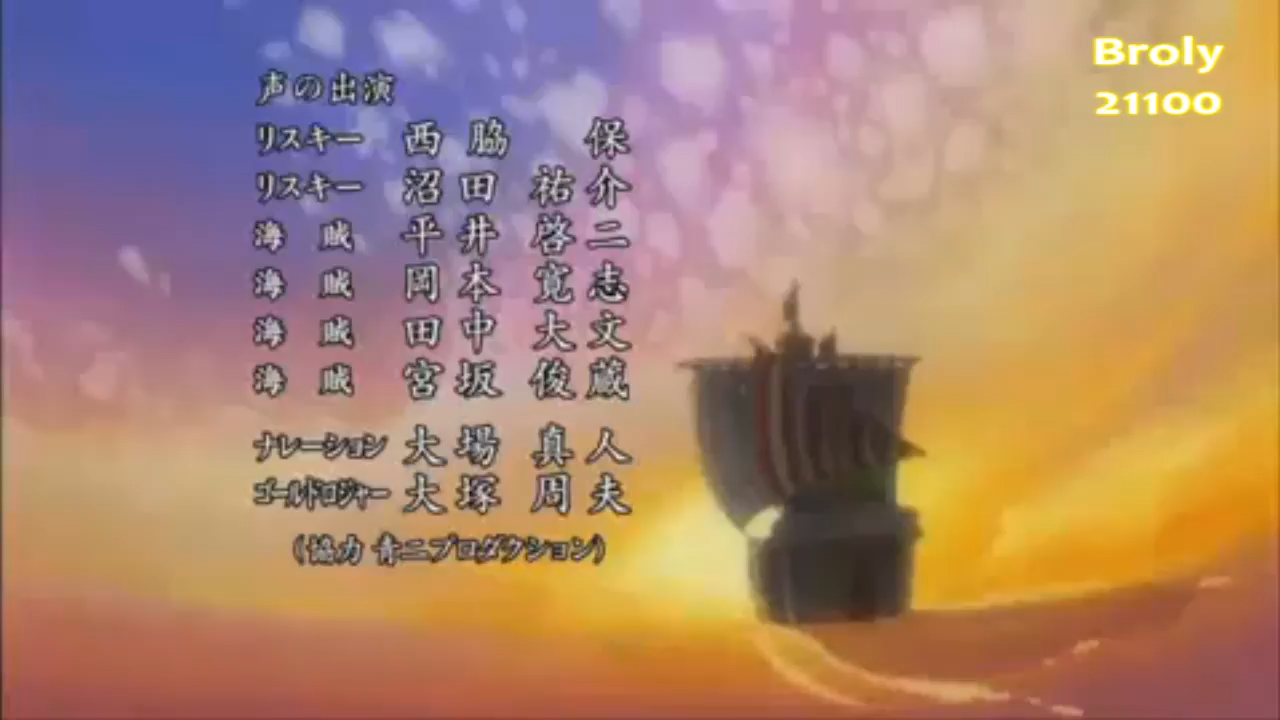 声の出演
リスキー 西脇 保
リスキー 沼田 祐介
海賊 平井 啓二
海賊 岡本 寛志
海賊 田中 大文
海賊 宮坂 俊蔵
ナレーション 大場 真人
ゴールド・ロジャー 大塚 周夫
(協力 青二プロダクション)
Broly
21100